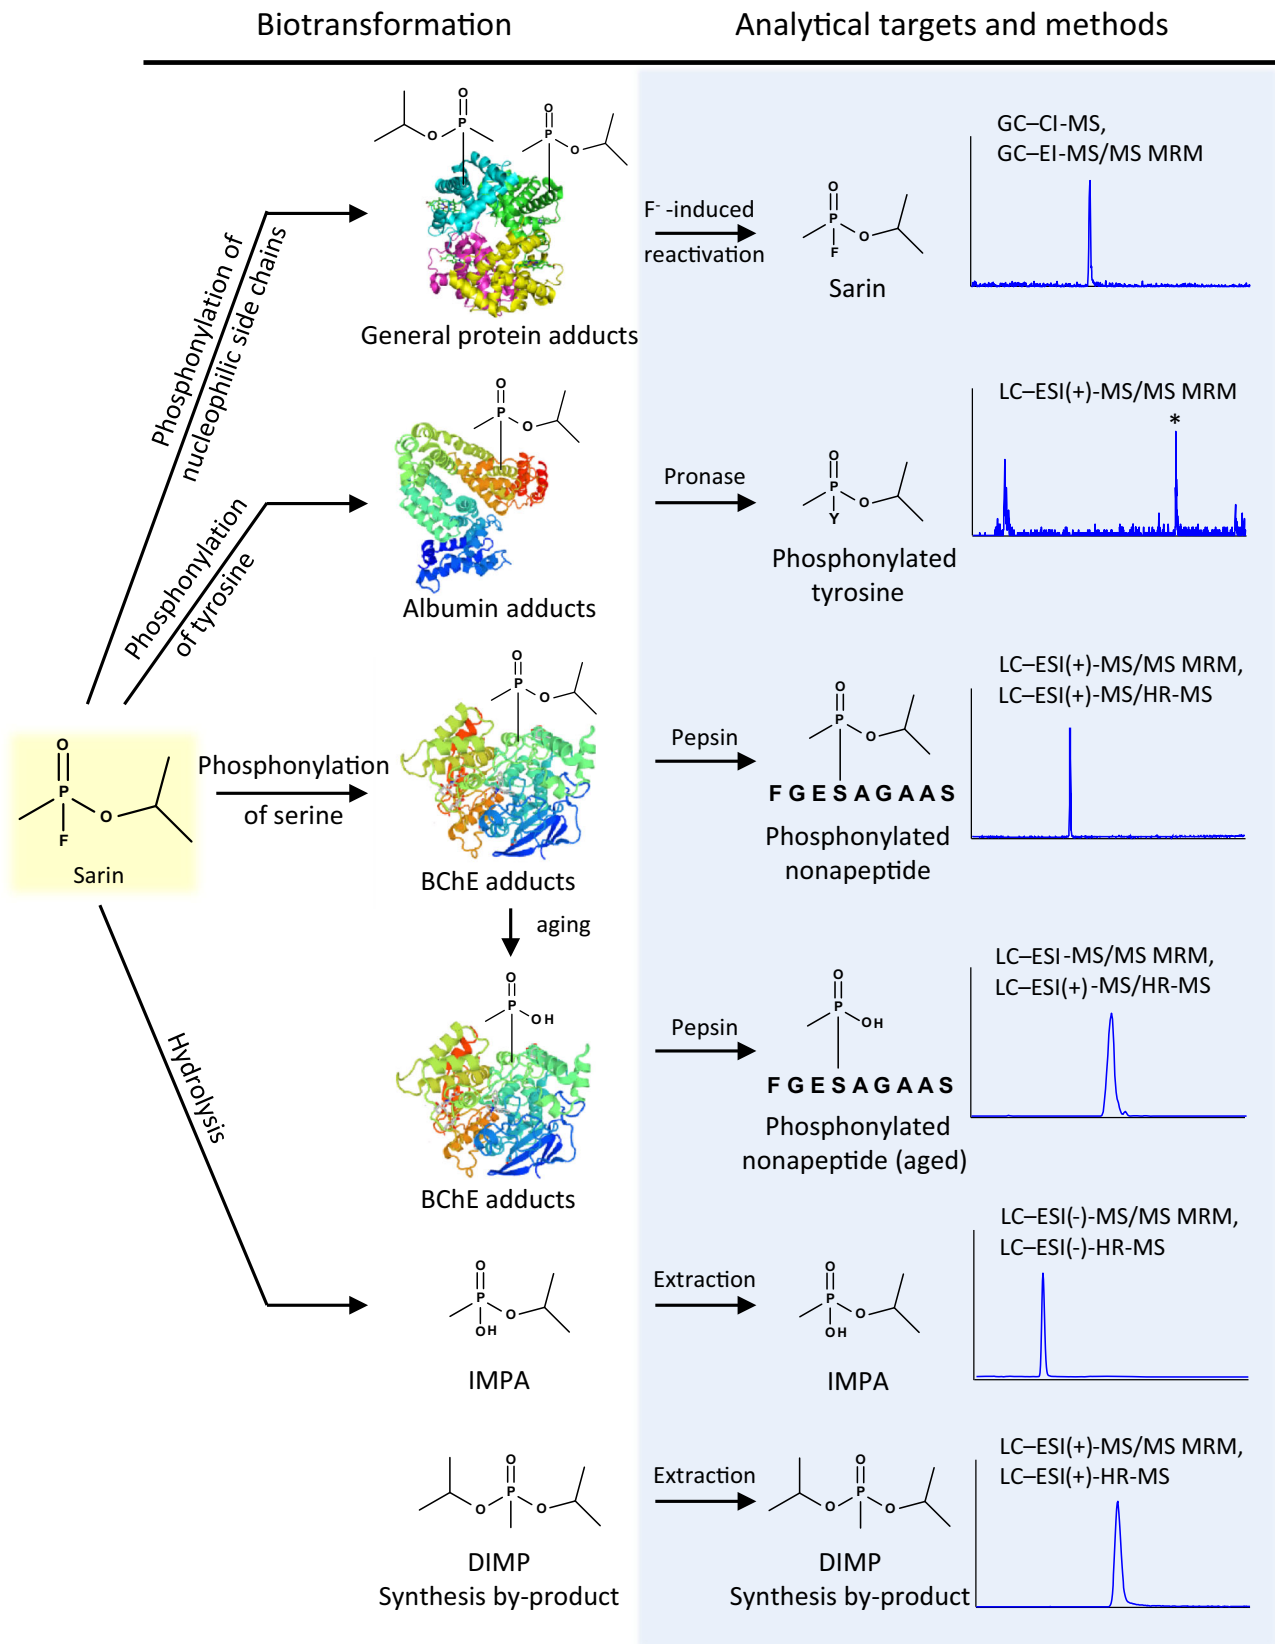 Biotransformation
Analytical targets and methods
Phosphonylation of
nucleophilic side chains
O
P
O
O
P
O
General protein adducts
F⁻ -induced
reactivation
O
P
O
F
Sarin
GC–CI-MS,
GC–EI-MS/MS MRM
Phosphonylation
of tyrosine
O
P
O
Albumin adducts
Pronase
O
P
O
Y
Phosphonylated
tyrosine
LC–ESI(+)-MS/MS MRM
*
O
P
O
F
Sarin
Phosphonylation
of serine
O
P
O
BChE adducts
Pepsin
O
P
O
F G E S A G A A S
Phosphonylated
nonapeptide
LC–ESI(+)-MS/MS MRM,
LC–ESI(+)-MS/HR-MS
aging
O
P
OH
BChE adducts
Pepsin
O
P
OH
F G E S A G A A S
Phosphonylated
nonapeptide (aged)
LC–ESI-MS/MS MRM,
LC–ESI(+)-MS/HR-MS
Hydrolysis
O
P
O
OH
IMPA
Extraction
O
P
O
OH
IMPA
LC–ESI(-)-MS/MS MRM,
LC–ESI(-)-HR-MS
O
O
P
O
DIMP
Synthesis by-product
Extraction
O
O
P
O
DIMP
Synthesis by-product
LC–ESI(+)-MS/MS MRM,
LC–ESI(+)-HR-MS